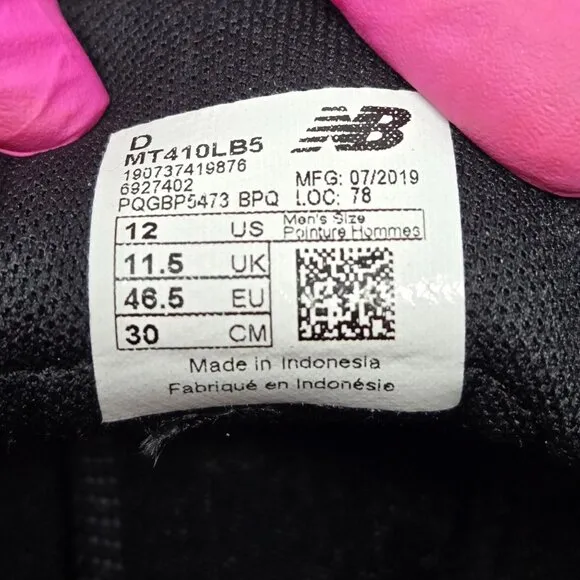 D
MT410LB5
190737419876
6927402
PQGBP5473 BPQ
NB
MFG: 07/2019
LOC: 78
12 US
11.5 UK
46.5 EU
30 CM
Men's Size
Pointure Hommes
Made in Indonesia
Fabriqué en Indonésie